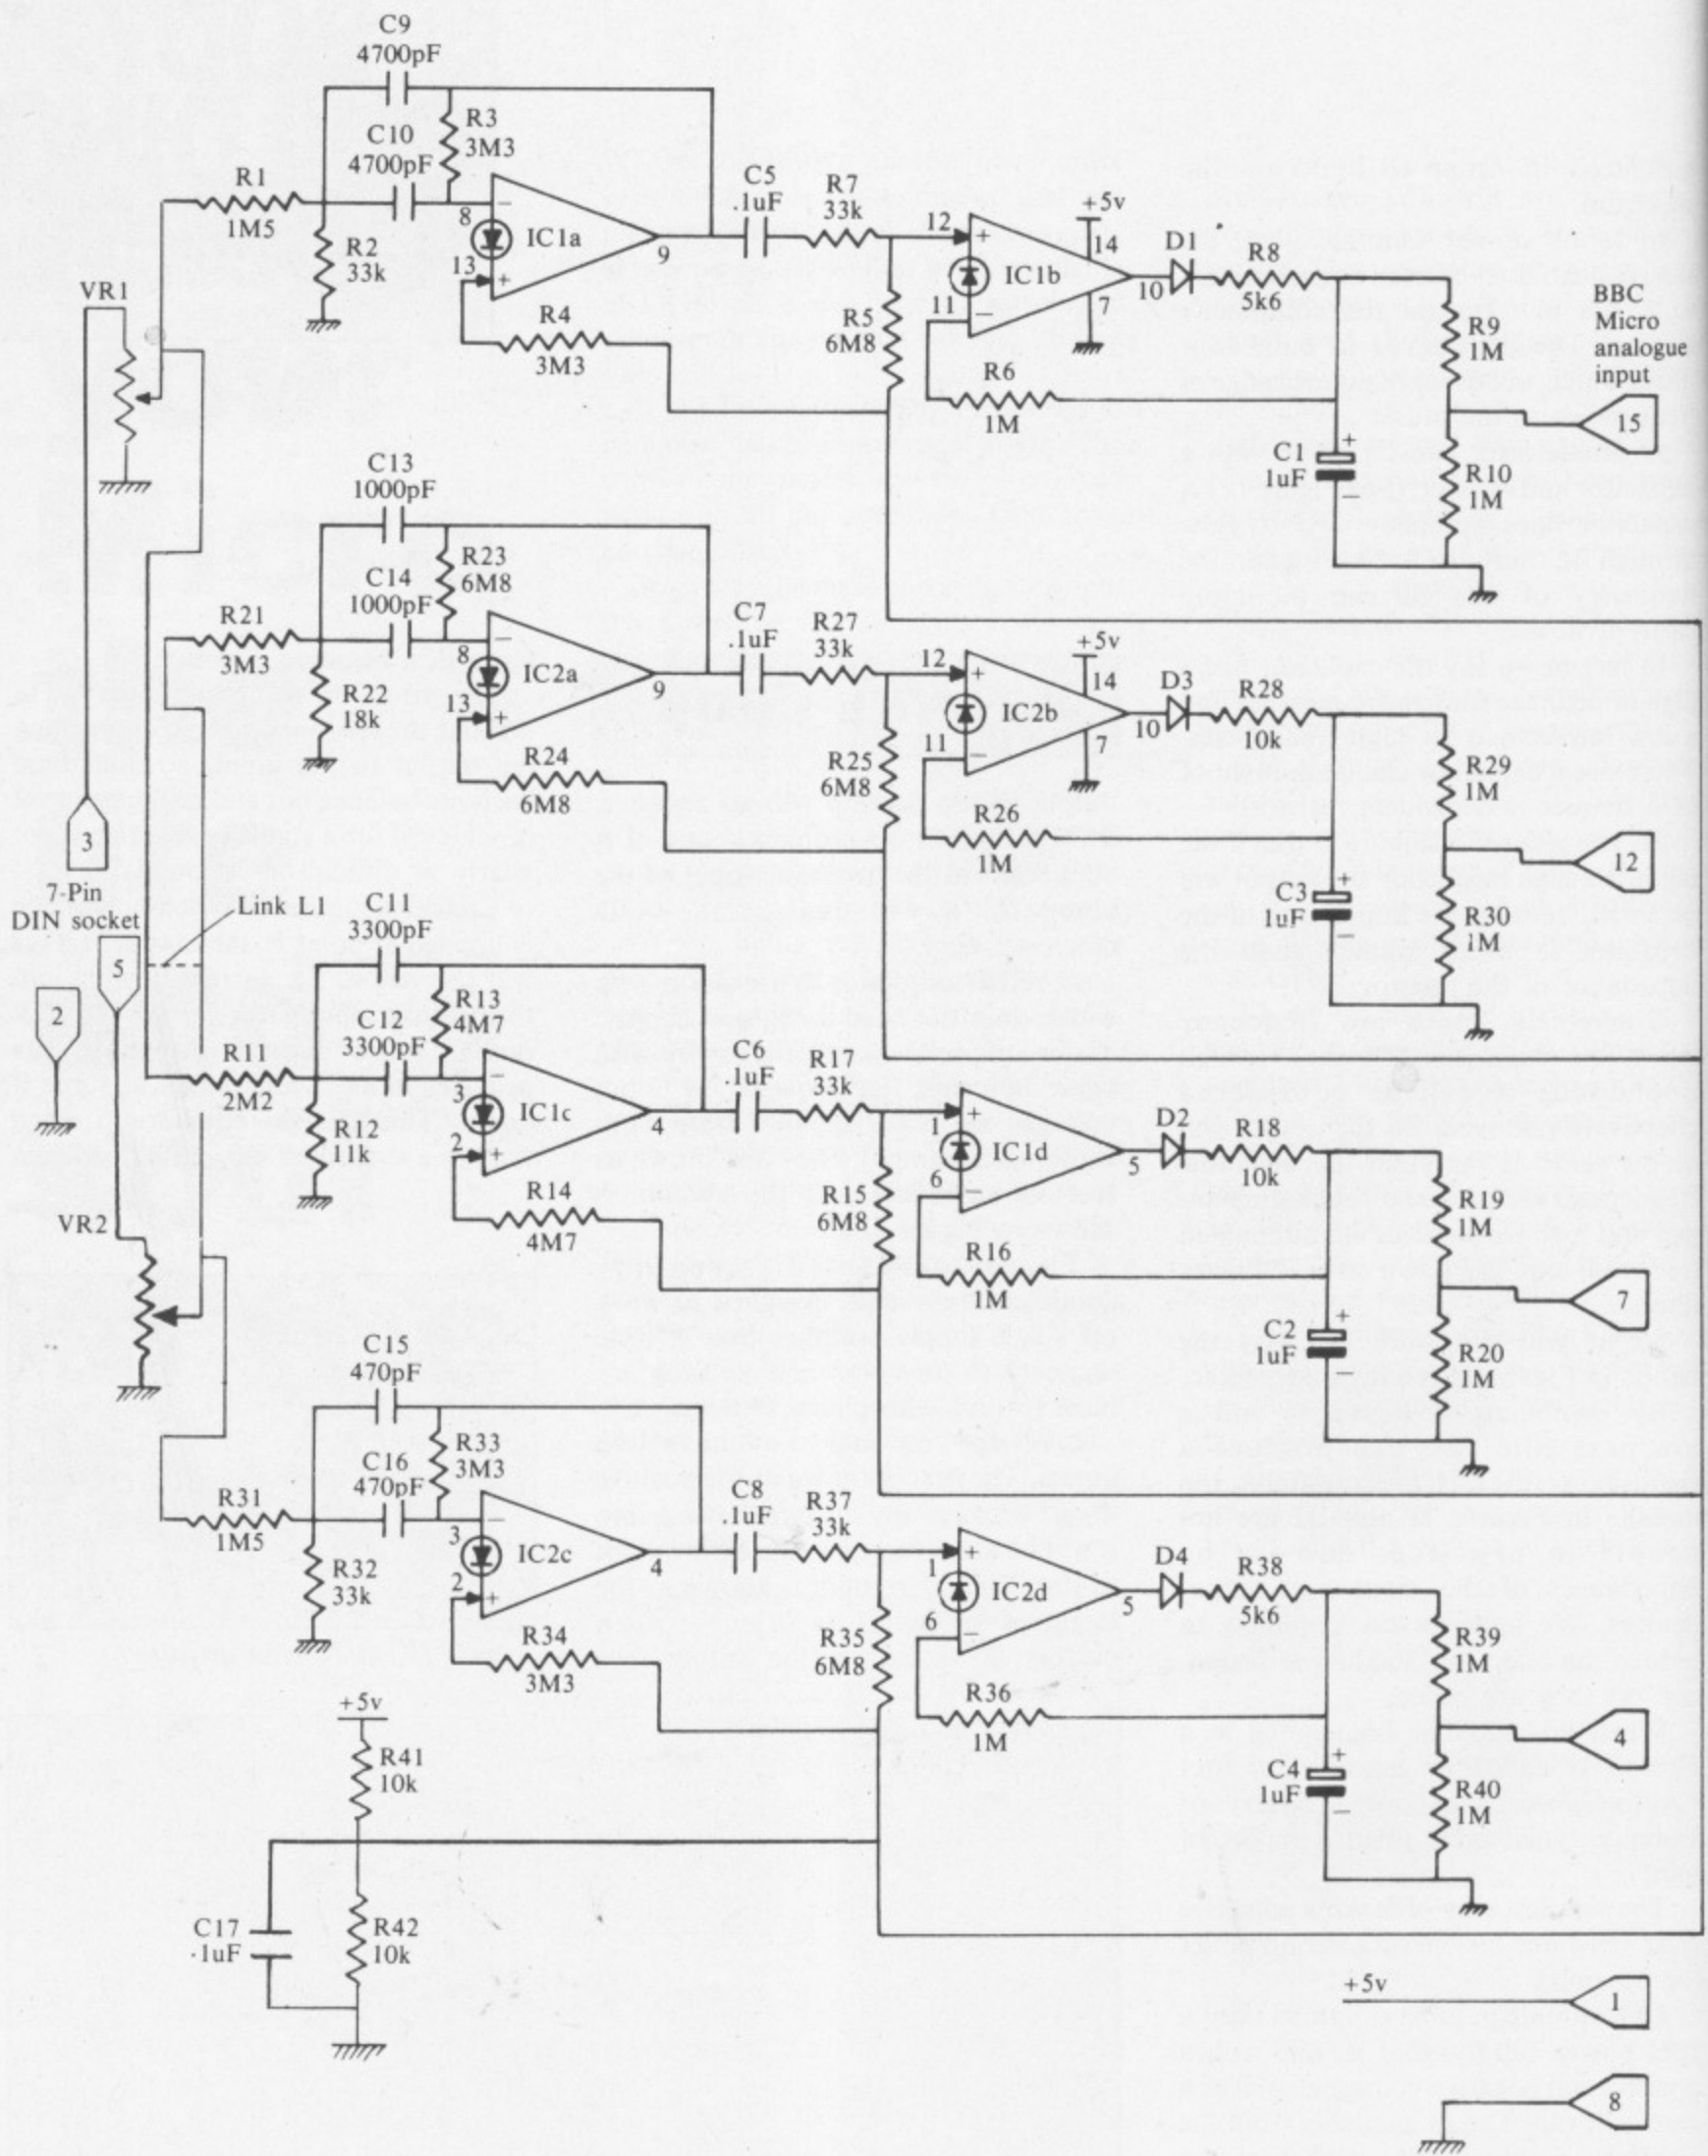 C9
4700pF
C10
4700pF
R3
3M3
R1
1M5
R2
33k
8
13
IC1a
9
R4
3M3
C5
.1uF
R7
33k
R5
6M8
12
11
IC1b
+5v
14
7
10
D1
R8
5k6
R6
1M
C1
1uF
R9
1M
R10
1M
BBC
Micro
analogue
input
15
VR1
C13
1000pF
C14
1000pF
R23
6M8
R21
3M3
R22
18k
8
13
IC2a
9
R24
6M8
C7
.1uF
R27
33k
R25
6M8
12
11
IC2b
+5v
14
7
10
D3
R28
10k
R26
1M
C3
1uF
R29
1M
R30
1M
12
3
7-Pin
DIN socket
5
2
Link L1
C11
3300pF
C12
3300pF
R13
4M7
R11
2M2
R12
11k
3
2
IC1c
4
R14
4M7
C6
.1uF
R17
33k
R15
6M8
1
6
IC1d
5
D2
R18
10k
R16
1M
C2
1uF
R19
1M
R20
1M
7
VR2
C15
470pF
C16
470pF
R33
3M3
R31
1M5
R32
33k
3
2
IC2c
4
R34
3M3
C8
.1uF
R37
33k
R35
6M8
1
6
IC2d
5
D4
R38
5k6
R36
1M
C4
1uF
R39
1M
R40
1M
4
+5v
R41
10k
C17
.1uF
R42
10k
+5v
1
8